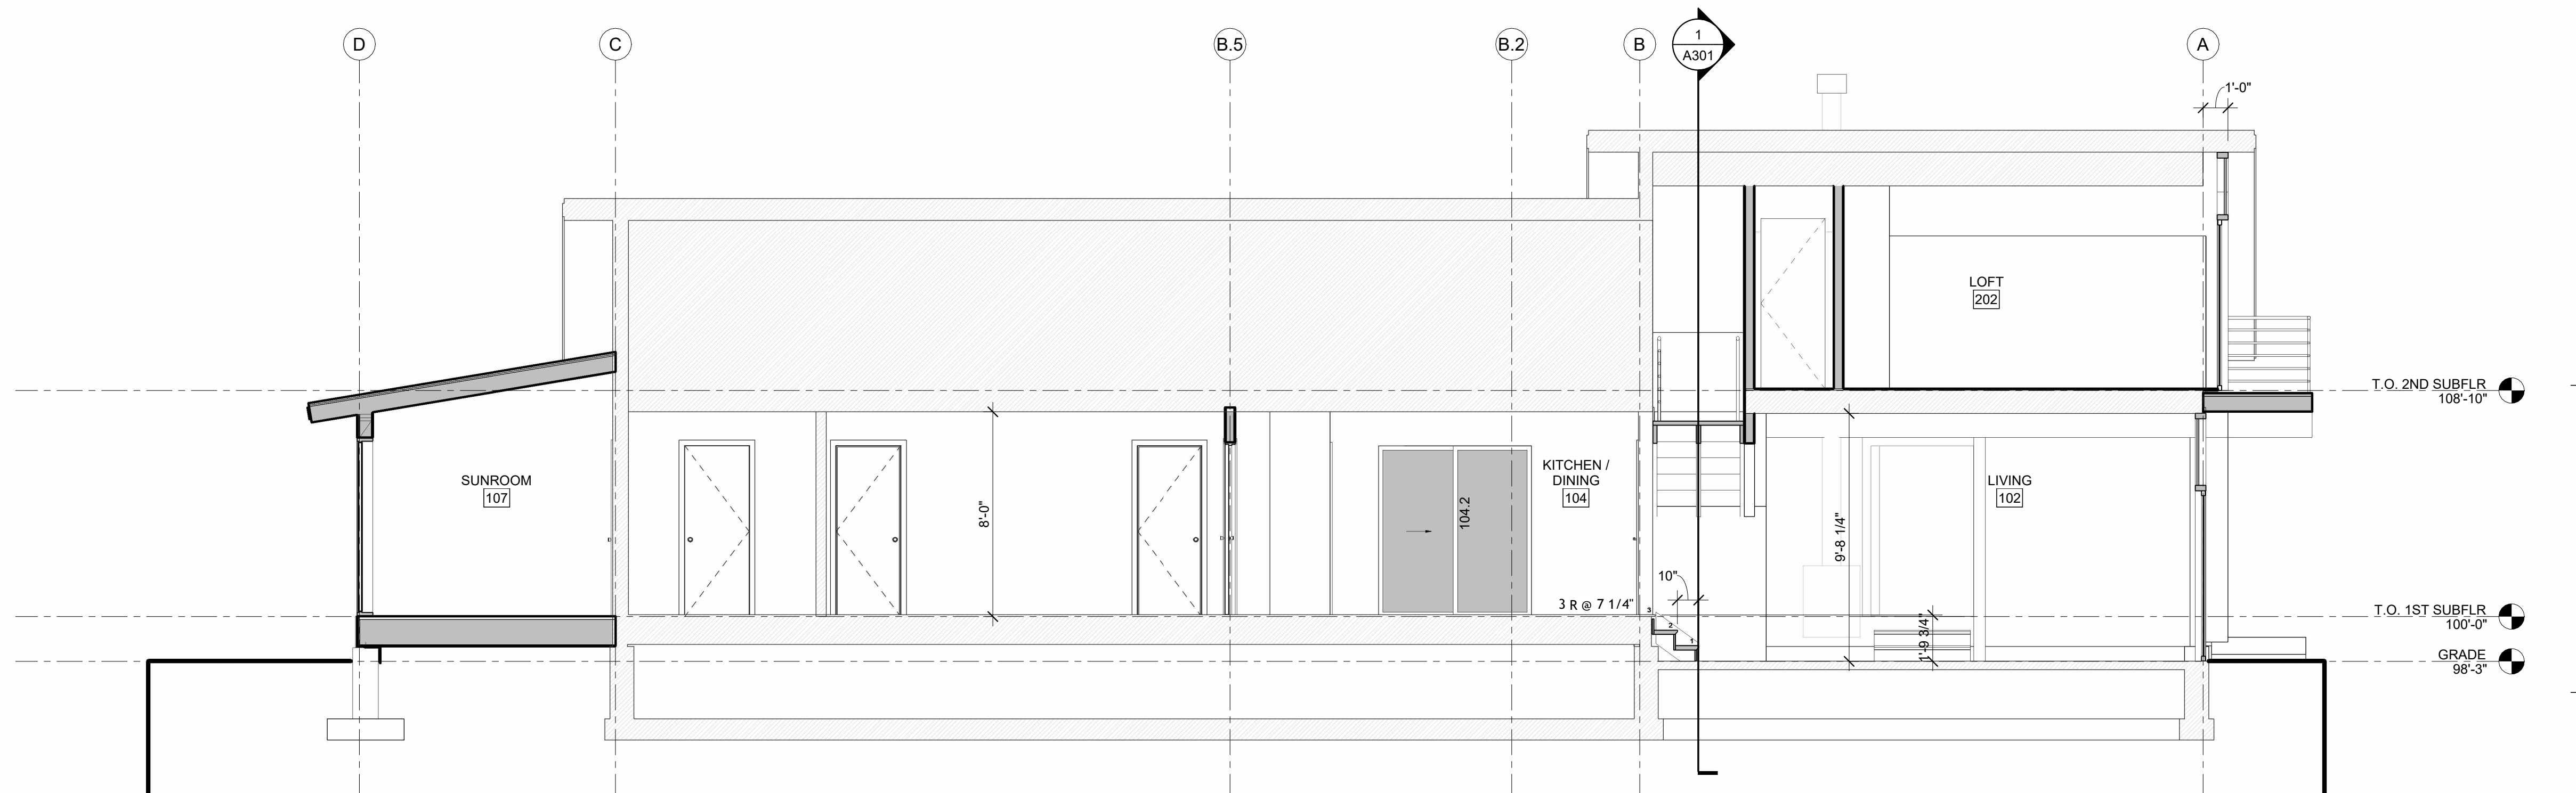 D
C
B.5
B.2
B
1
A301
A
1'-0"
LOFT
202
T.O. 2ND SUBFLR
108'-10"
SUNROOM
107
8'-0"
104.2
KITCHEN /
DINING
104
LIVING
102
9'-8 1/4"
10"
3 R @ 7 1/4"
3
2
1
1'-9 3/4"
T.O. 1ST SUBFLR
100'-0"
GRADE
98'-3"